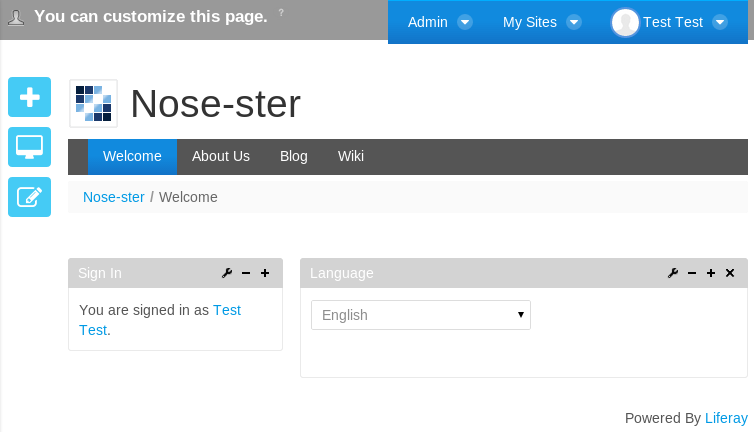 You can customize this page. ?
Admin My Sites Test Test
Nose-ster
Welcome About Us Blog Wiki
Nose-ster / Welcome
Sign In
You are signed in as Test
Test.
Language
English
Powered By Liferay